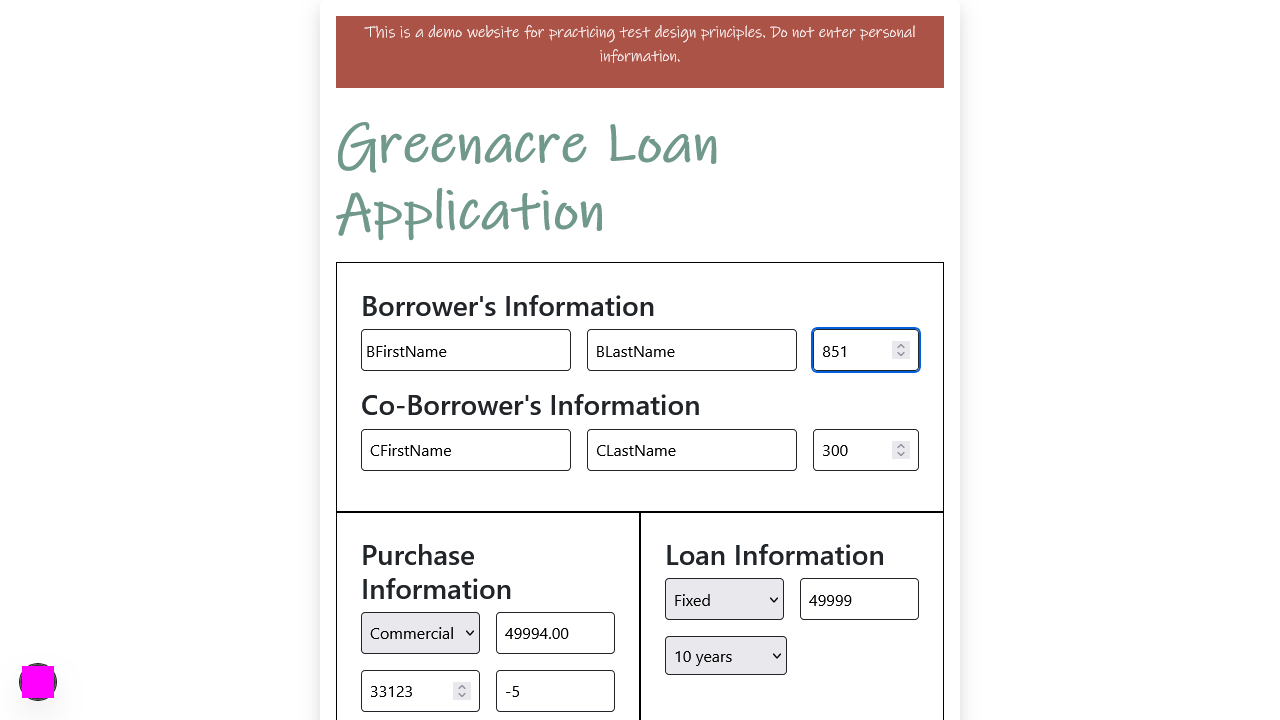 This is a demo website for practicing test design principles. Do not enter personal
information.
Greenacre Loan
Application
Borrower's Information
BFirstName
BLastName
851
Co-Borrower's Information
CFirstName
CLastName
300
Purchase
Information
Commercial
49994.00
33123
-5
Loan Information
Fixed
49999
10 years